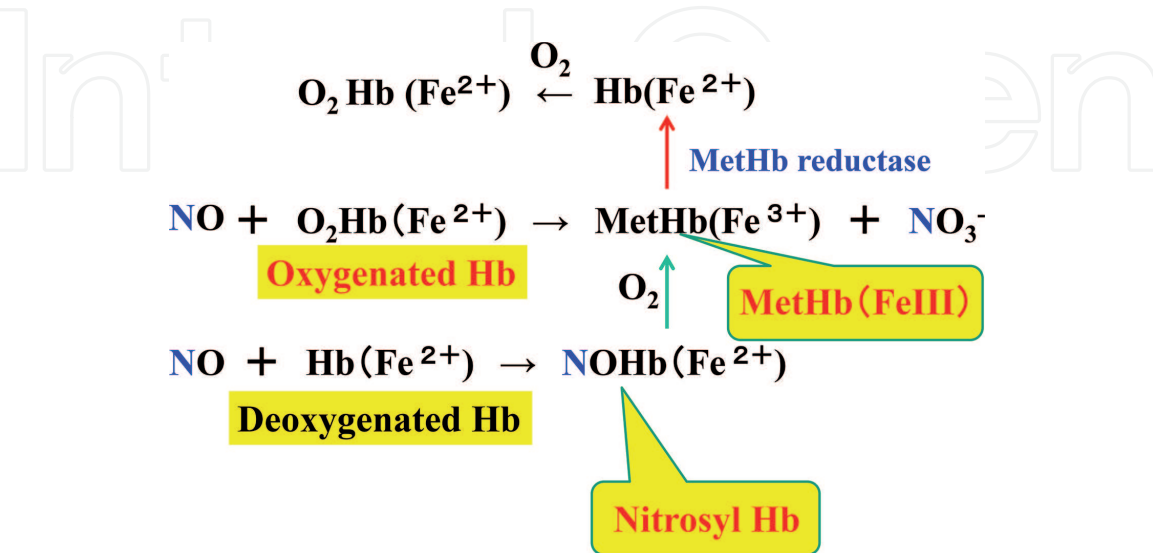 O₂
O₂ Hb (Fe²⁺) ← Hb(Fe ²⁺)
MetHb reductase
NO + O₂Hb(Fe ²⁺) → MetHb(Fe ³⁺) + NO₃⁻
Oxygenated Hb
O₂
MetHb(FeIII)
NO + Hb(Fe ²⁺) → NOHb(Fe ²⁺)
Deoxygenated Hb
Nitrosyl Hb